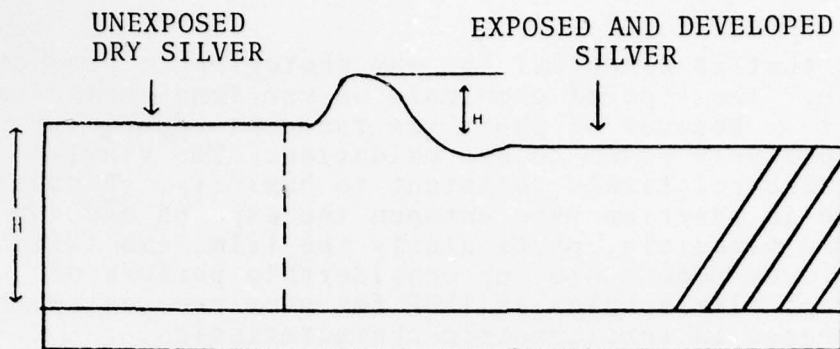 UNEXPOSED
DRY SILVER
EXPOSED AND DEVELOPED
SILVER
H
H